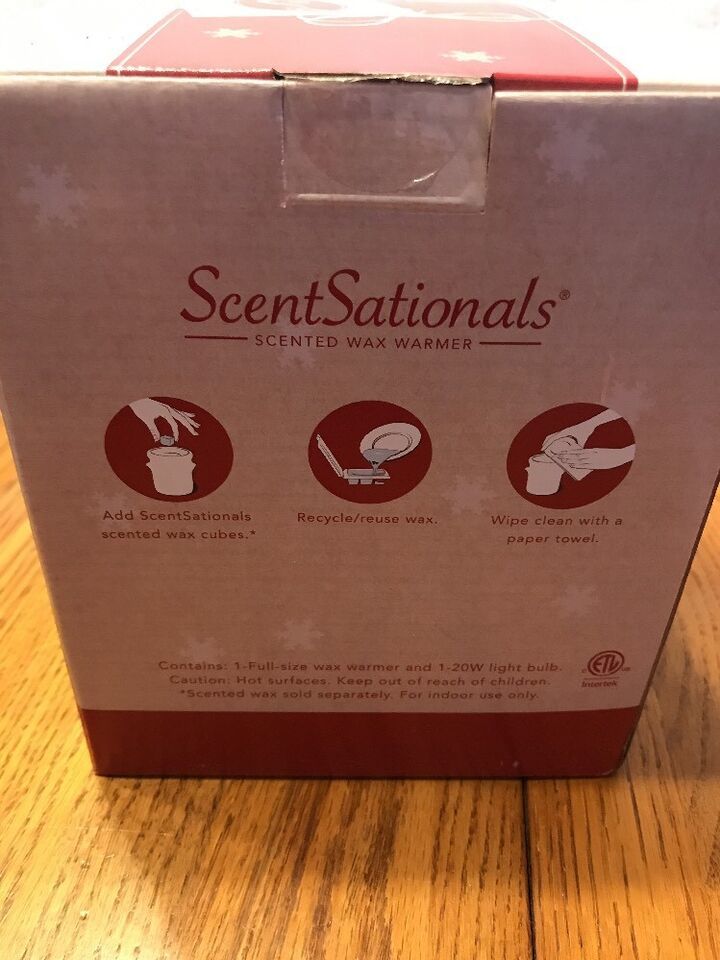 ScentSationals®
SCENTED WAX WARMER
Add ScentSationals
scented wax cubes.*
Recycle/reuse wax.
Wipe clean with a
paper towel.
Contains: 1-Full-size wax warmer and 1-20W light bulb.
Caution: Hot surfaces. Keep out of reach of children.
*Scented wax sold separately. For indoor use only.
c ETL us
Intertek